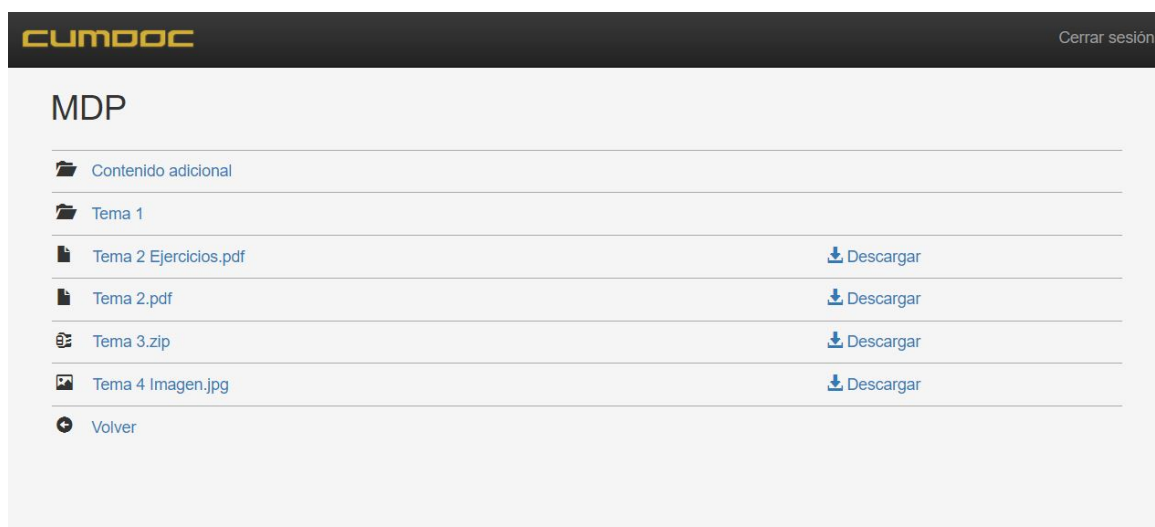 CUMDOC
Cerrar sesión
MDP
Contenido adicional
Tema 1
Tema 2 Ejercicios.pdf Descargar
Tema 2.pdf Descargar
Tema 3.zip Descargar
Tema 4 Imagen.jpg Descargar
Volver